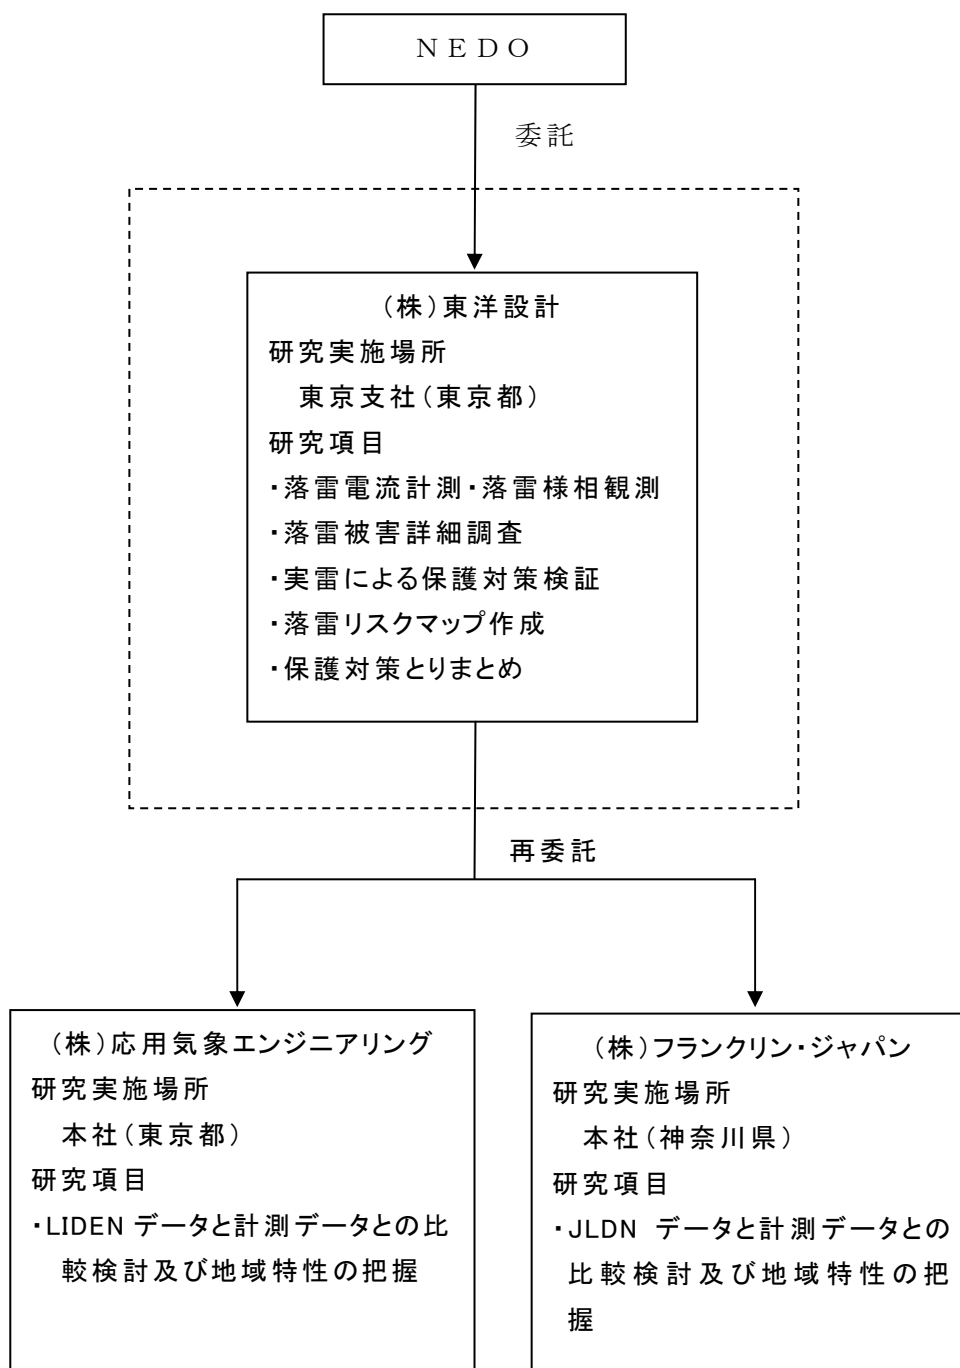 NEDO
委託
（株）東洋設計
研究実施場所
東京支社（東京都）
研究項目
・落雷電流計測・落雷様相観測
・落雷被害詳細調査
・実雷による保護対策検証
・落雷リスクマップ作成
・保護対策とりまとめ
再委託
（株）応用気象エンジニアリング
研究実施場所
本社（東京都）
研究項目
・LIDEN データと計測データとの比
較検討及び地域特性の把握
（株）フランクリン・ジャパン
研究実施場所
本社（神奈川県）
研究項目
・JLDN データと計測データとの
比較検討及び地域特性の把
握